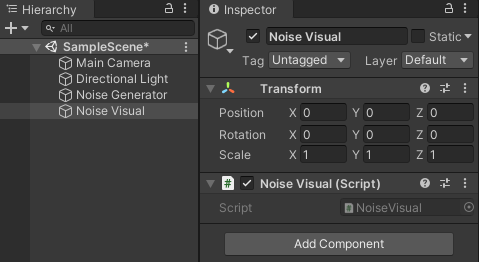 Hierarchy
All
SampleScene*
Main Camera
Directional Light
Noise Generator
Noise Visual
Inspector
Noise Visual Static
Tag Untagged Layer Default
Transform
Position X 0 Y 0 Z 0
Rotation X 0 Y 0 Z 0
Scale X 1 Y 1 Z 1
# Noise Visual (Script)
Script # NoiseVisual
Add Component